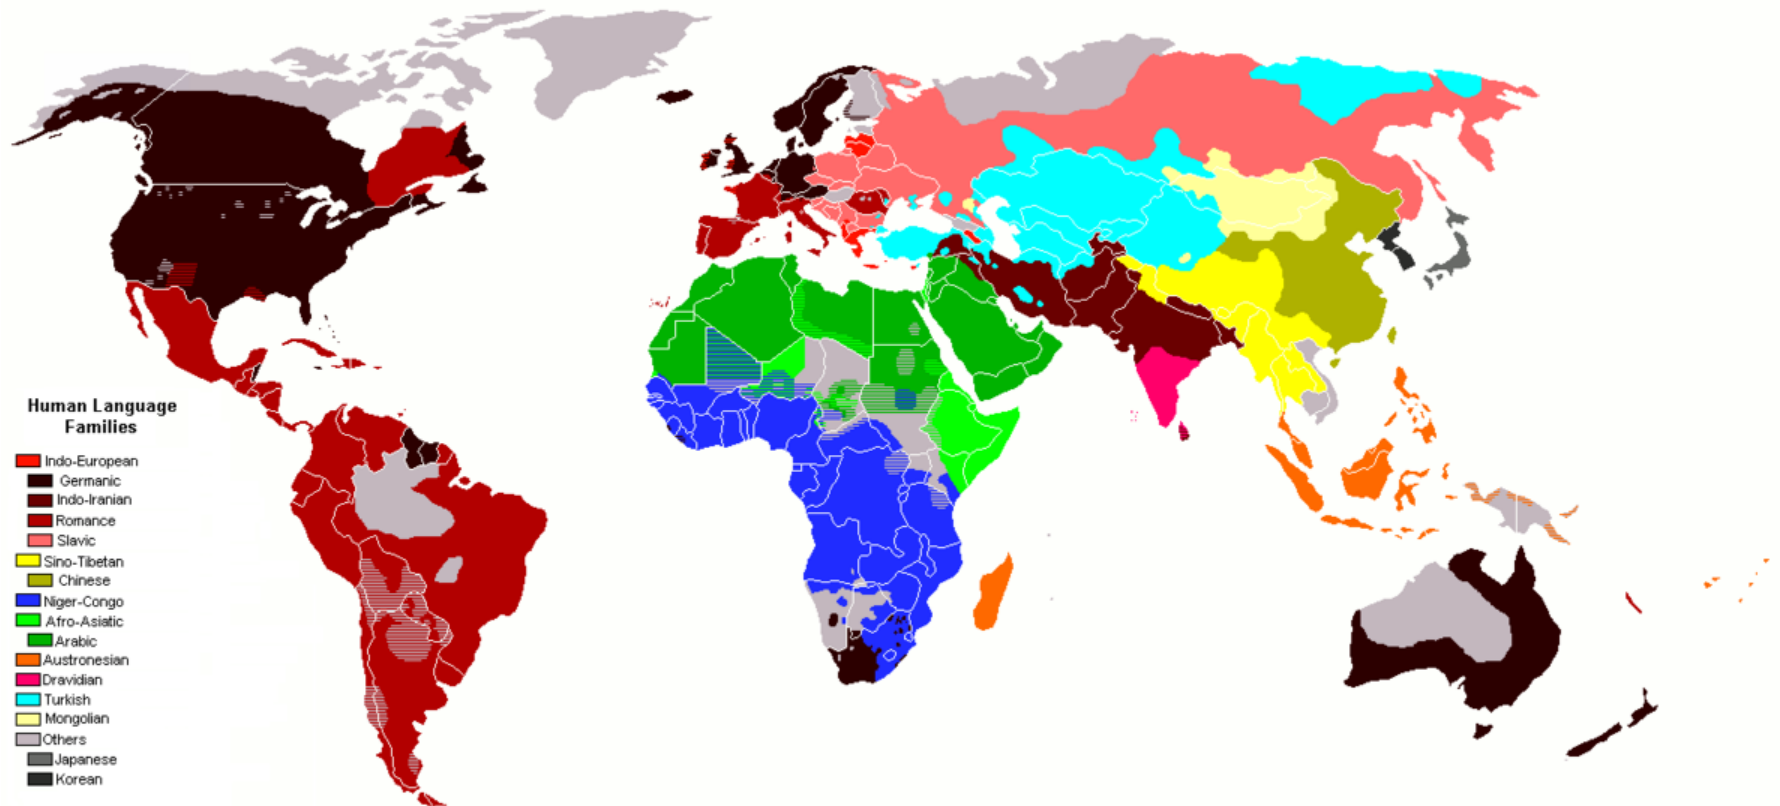 Human Language
Families
Indo-European
Germanic
Indo-Iranian
Romance
Slavic
Sino-Tibetan
Chinese
Niger-Congo
Afro-Asiatic
Arabic
Austronesian
Dravidian
Turkish
Mongolian
Others
Japanese
Korean